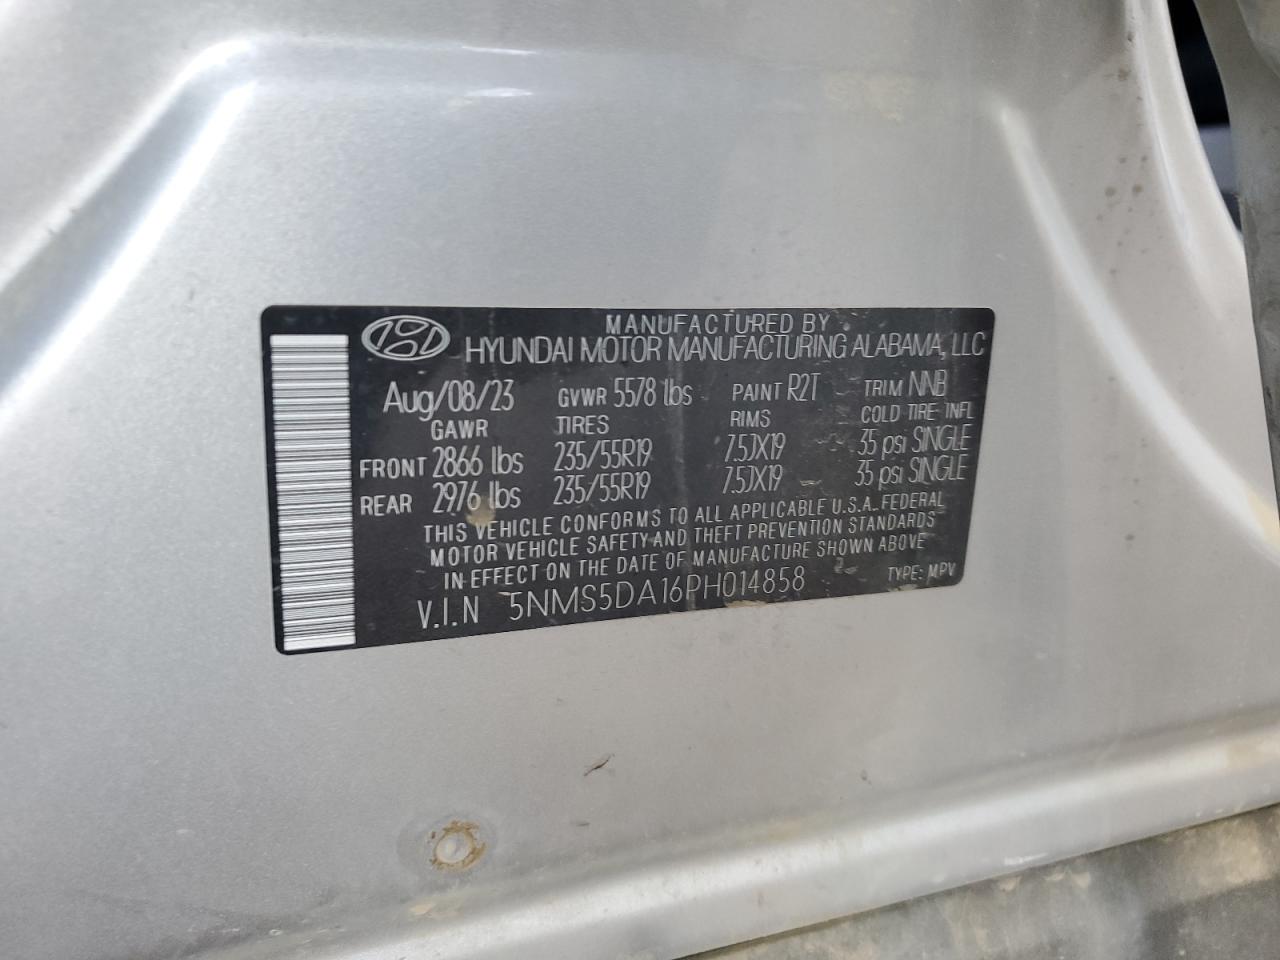 MANUFACTURED BY
HYUNDAI MOTOR MANUFACTURING ALABAMA, LLC
Aug/08/23 GVWR 5578 lbs PAINT R2T TRIM NNB
GAWR TIRES RIMS COLD TIRE INFL
FRONT 2866 lbs 235/55R19 7.5JX19 35 psi SINGLE
REAR 2976 lbs 235/55R19 7.5JX19 35 psi SINGLE
THIS VEHICLE CONFORMS TO ALL APPLICABLE U.S.A. FEDERAL
MOTOR VEHICLE SAFETY AND THEFT PREVENTION STANDARDS
IN EFFECT ON THE DATE OF MANUFACTURE SHOWN ABOVE
V.I.N 5NMS5DA16PH014858 TYPE: MPV